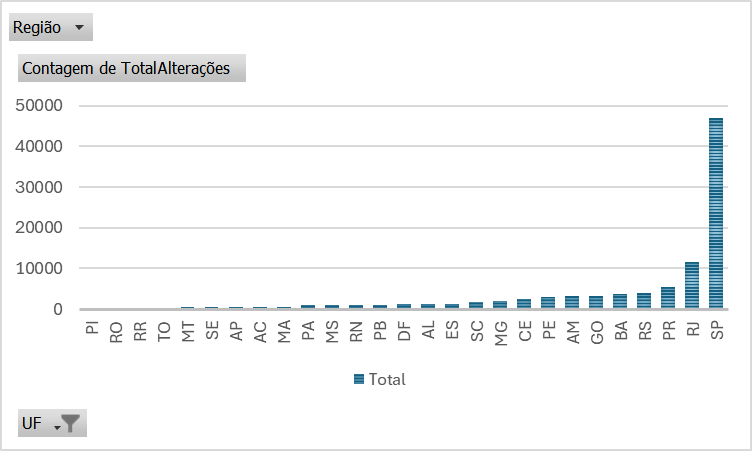 Região
Contagem de TotalAlterações
50000
40000
30000
20000
10000
0
PI RO RR TO MT SE AP AC MA PA MS RN PB DF AL ES SC MG CE PE AM GO BA RS PR RJ SP
Total
UF